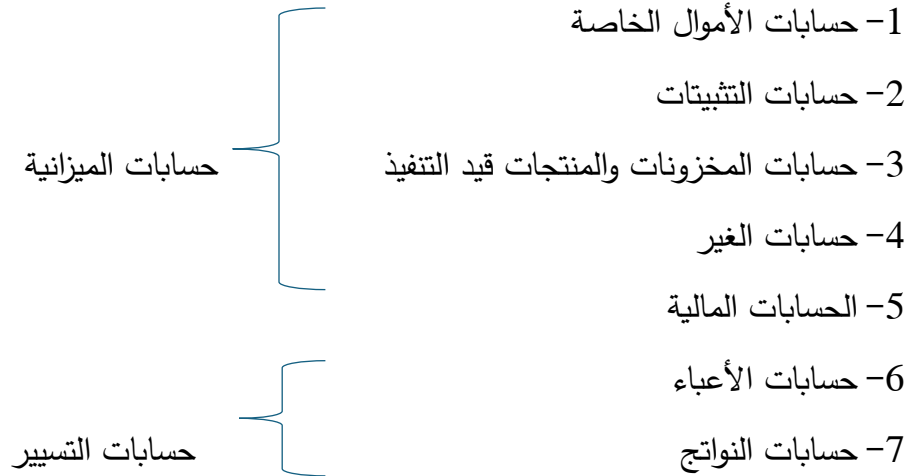 1- حسابات الأموال الخاصة
2- حسابات التثبيتات
3- حسابات المخزونات والمنتجات قيد التنفيذ
حسابات الميزانية
4- حسابات الغير
5- الحسابات المالية
6- حسابات الأعباء
7- حسابات النواتج
حسابات التسيير